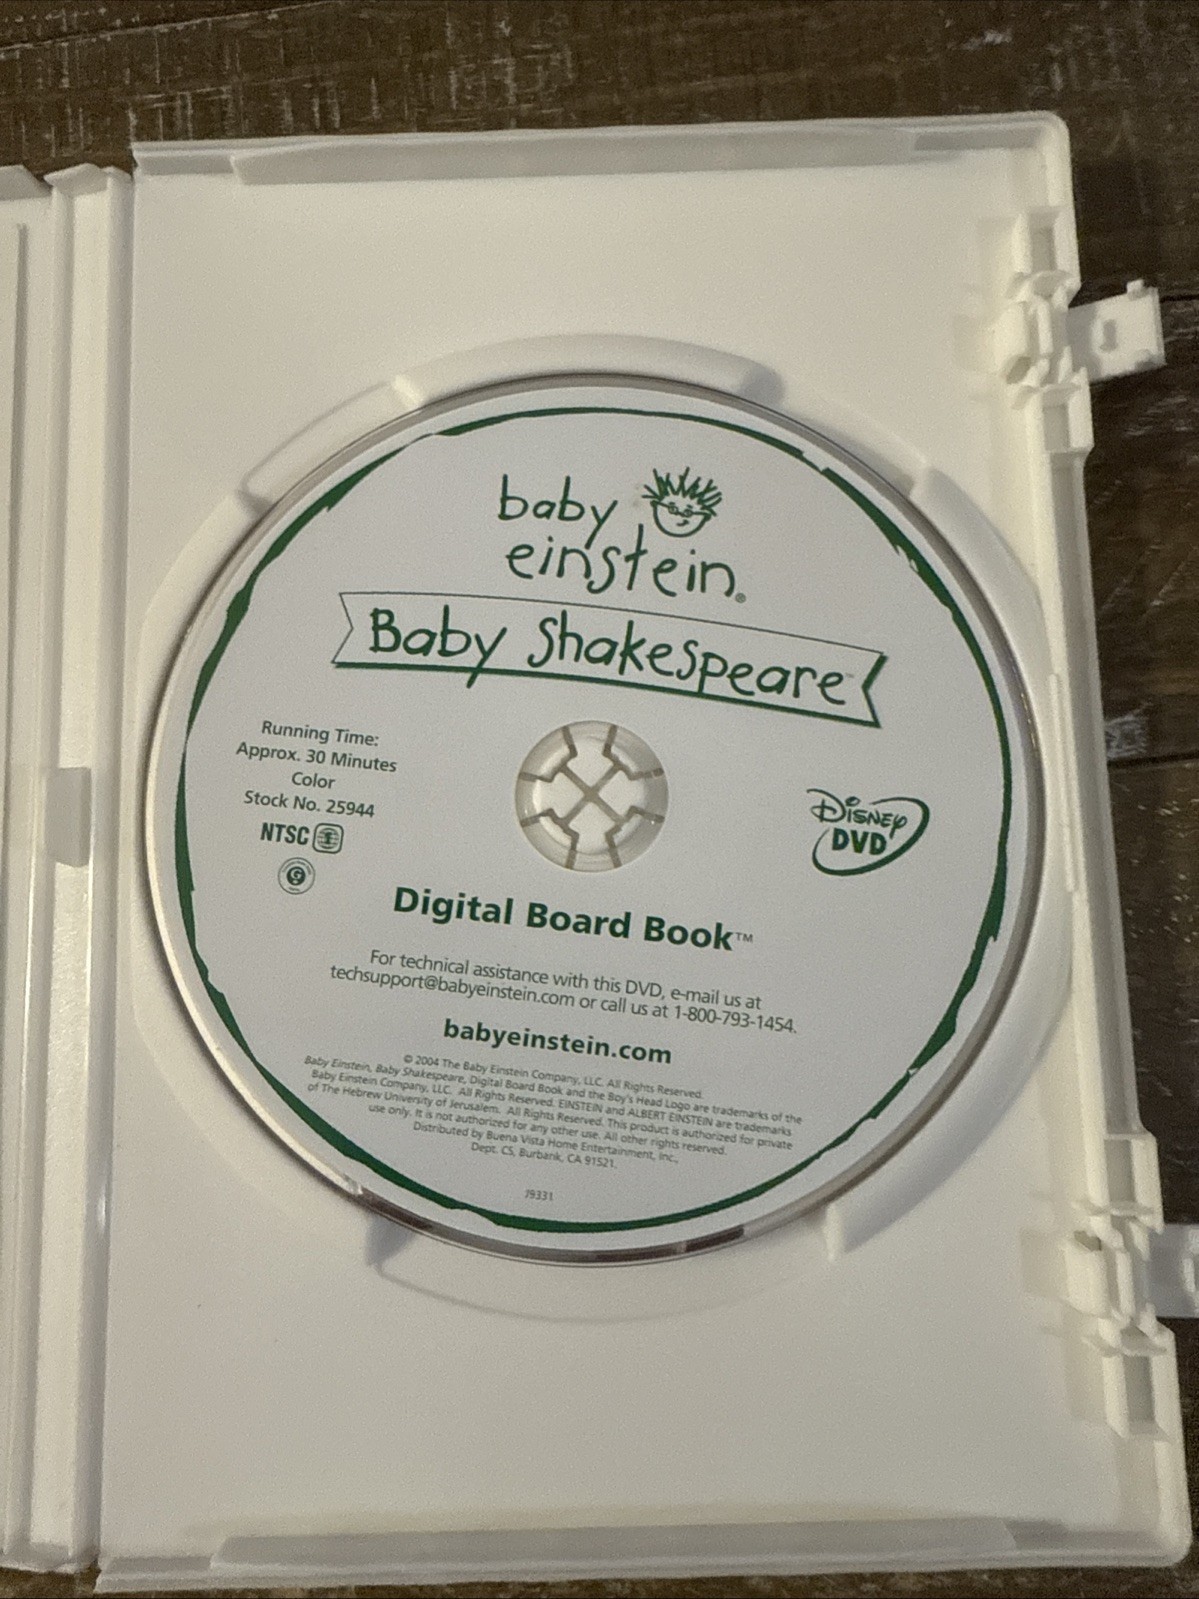 baby
einstein®
Baby Shakespeare™
Running Time:
Approx. 30 Minutes
Color
Stock No. 25944
NTSC 1
G
Disney
DVD
Digital Board Book™
For technical assistance with this DVD, e-mail us at
techsupport@babyeinstein.com or call us at 1-800-793-1454.
babyeinstein.com
© 2004 The Baby Einstein Company, LLC. All Rights Reserved.
Baby Einstein, Baby Shakespeare, Digital Board Book and the Boy's Head Logo are trademarks of the
Baby Einstein Company, LLC. All Rights Reserved. EINSTEIN and ALBERT EINSTEIN are trademarks
of The Hebrew University of Jerusalem. All Rights Reserved. This product is authorized for private
use only. It is not authorized for any other use. All other rights reserved.
Distributed by Buena Vista Home Entertainment, Inc.,
Dept. CS, Burbank, CA 91521.
J9331